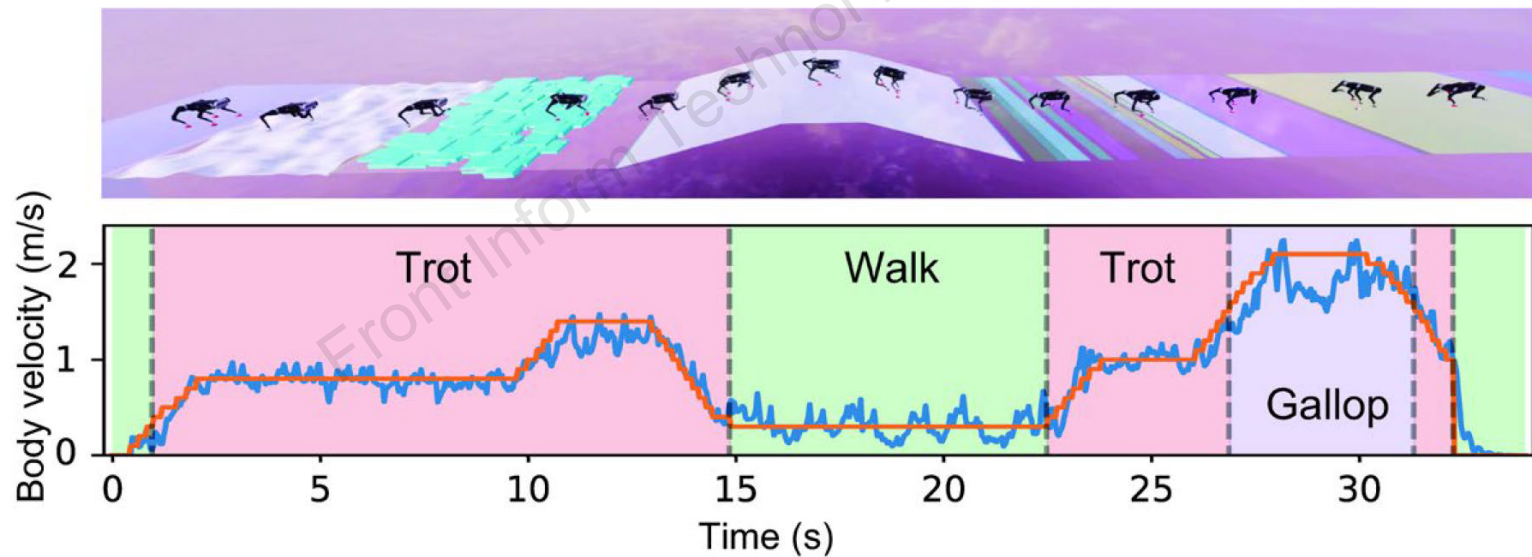 Front Inform Technol
Body velocity (m/s)
2
1
0
Trot
Walk
Trot
Gallop
0 5 10 15 20 25 30
Time (s)